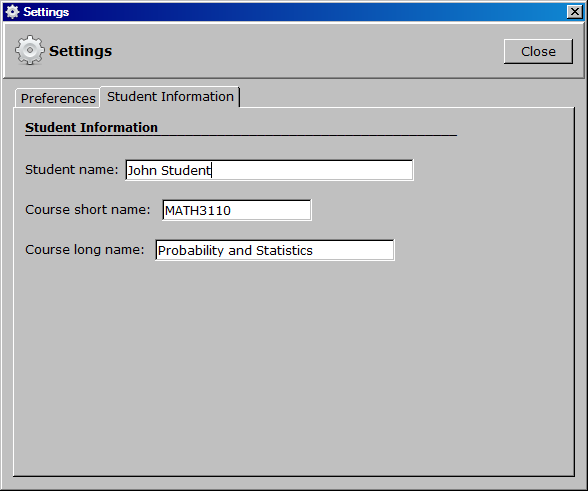 Settings
Settings
Close
Preferences
Student Information
Student Information
Student name: John Student
Course short name: MATH3110
Course long name: Probability and Statistics